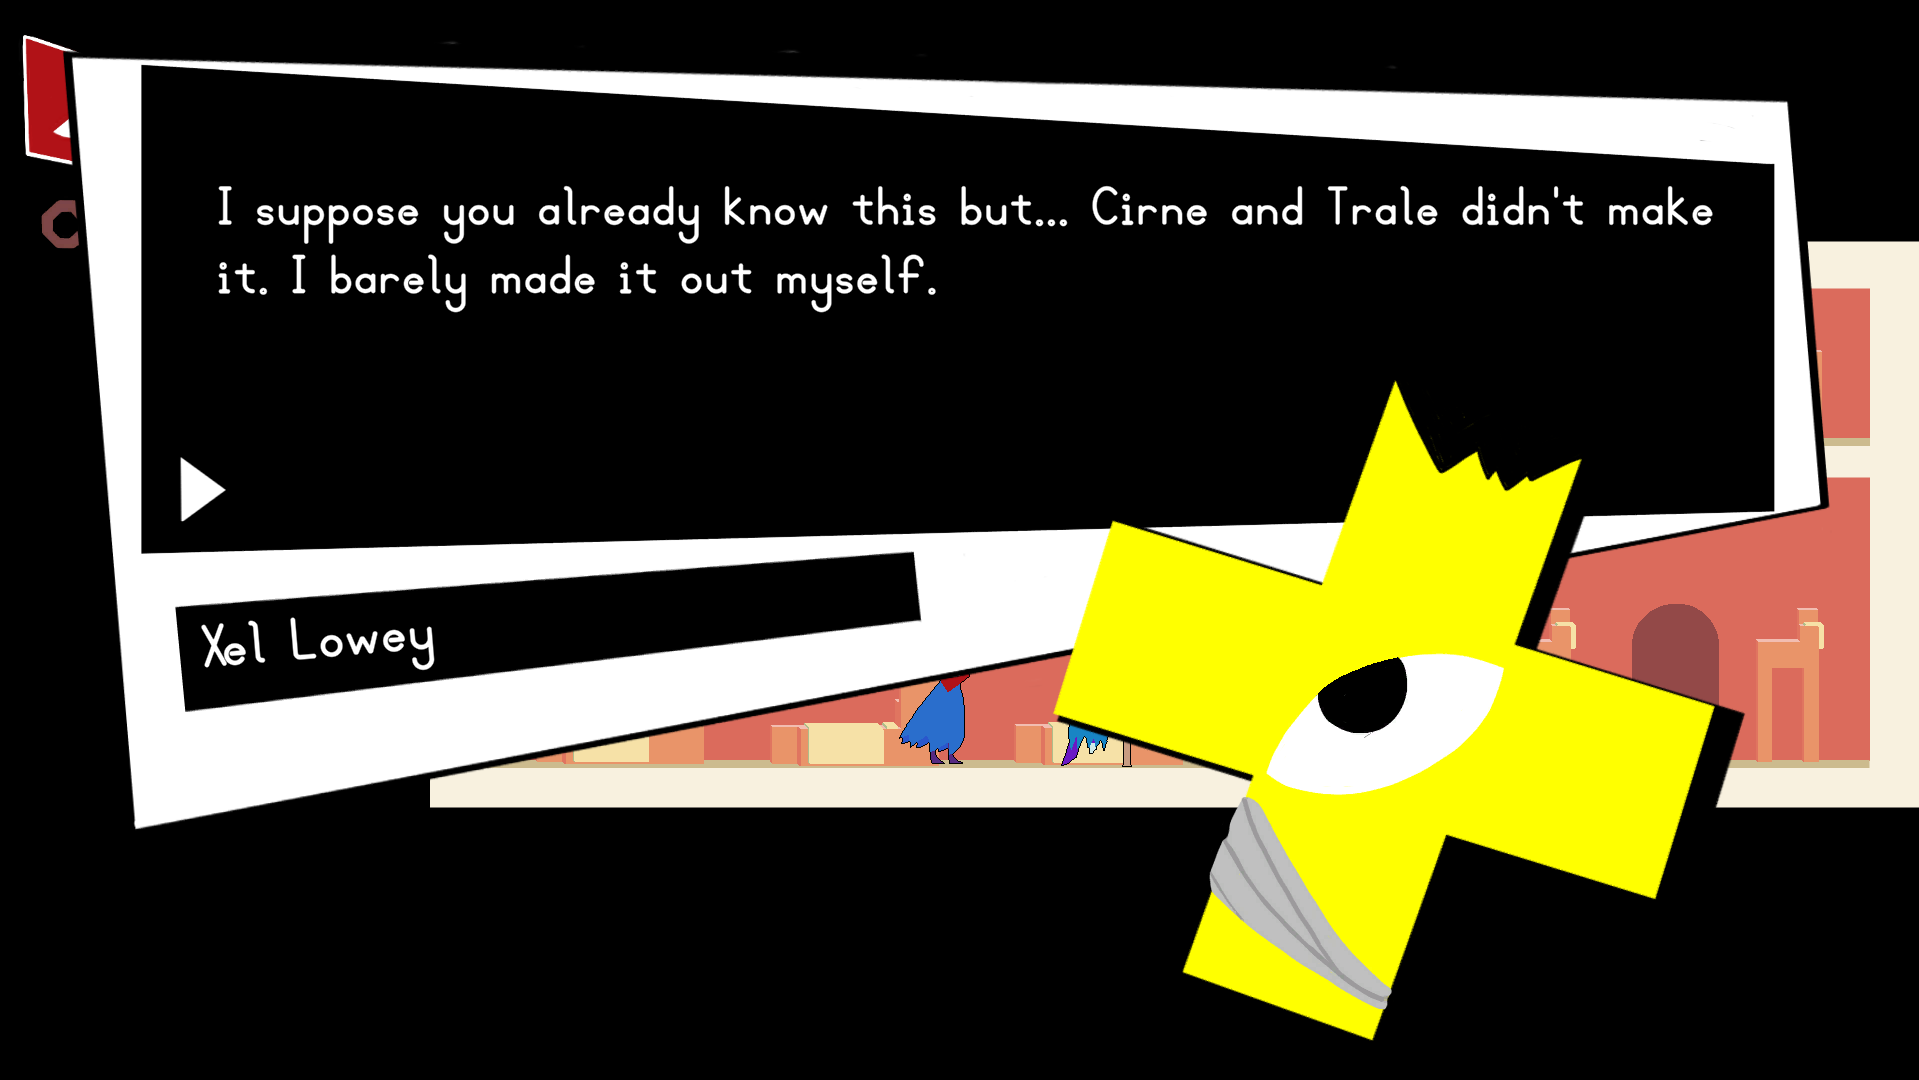 I suppose you already know this but... Cirne and Trale didn't make
it. I barely made it out myself.
Xel Lowey